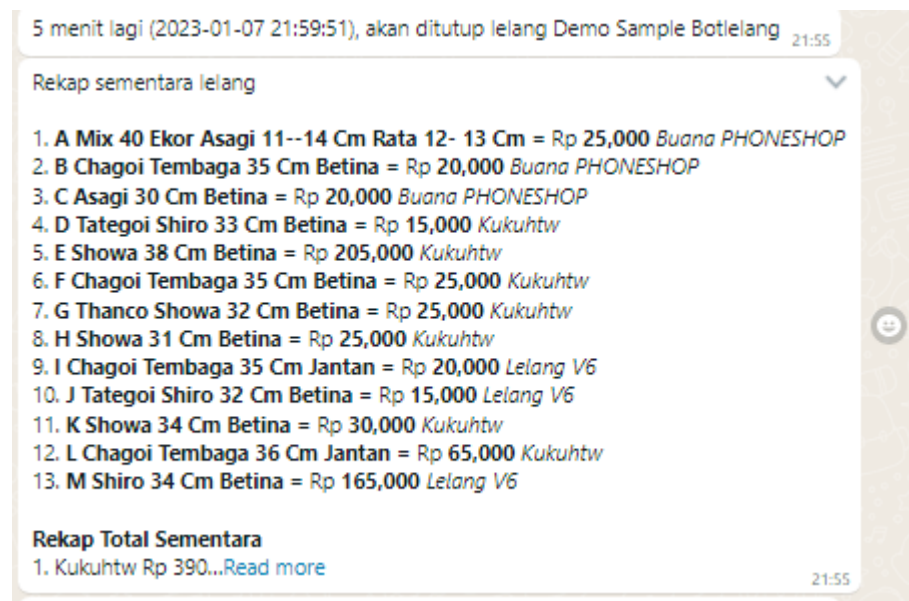 5 menit lagi (2023-01-07 21:59:51), akan ditutup lelang Demo Sample Botlelang 21:55
Rekap sementara lelang
1. A Mix 40 Ekor Asagi 11--14 Cm Rata 12- 13 Cm = Rp 25,000 Buana PHONESHOP
2. B Chagoi Tembaga 35 Cm Betina = Rp 20,000 Buana PHONESHOP
3. C Asagi 30 Cm Betina = Rp 20,000 Buana PHONESHOP
4. D Tategoi Shiro 33 Cm Betina = Rp 15,000 Kukuhtw
5. E Showa 38 Cm Betina = Rp 205,000 Kukuhtw
6. F Chagoi Tembaga 35 Cm Betina = Rp 25,000 Kukuhtw
7. G Thanco Showa 32 Cm Betina = Rp 25,000 Kukuhtw
8. H Showa 31 Cm Betina = Rp 25,000 Kukuhtw
9. I Chagoi Tembaga 35 Cm Jantan = Rp 20,000 Lelang V6
10. J Tategoi Shiro 32 Cm Betina = Rp 15,000 Lelang V6
11. K Showa 34 Cm Betina = Rp 30,000 Kukuhtw
12. L Chagoi Tembaga 36 Cm Jantan = Rp 65,000 Kukuhtw
13. M Shiro 34 Cm Betina = Rp 165,000 Lelang V6
Rekap Total Sementara
1. Kukuhtw Rp 390...Read more
21:55